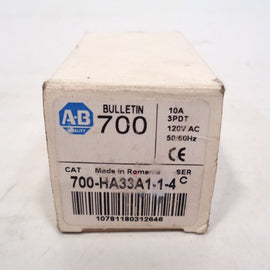 A-B
QUALITY
BULLETIN
700
10A
3PDT
120V AC
50/60Hz
CE
CAT Made in Romania SER
700-HA33A1-1-4 C
10781180312646